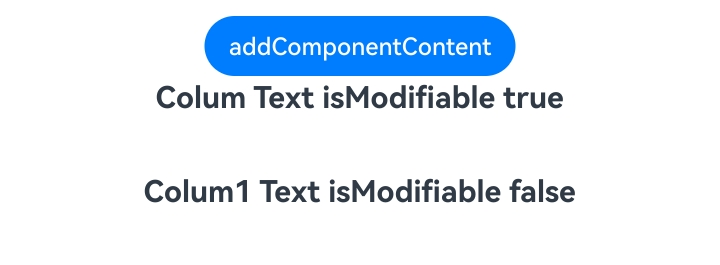 addComponentContent
Colum Text isModifiable true
Colum1 Text isModifiable false